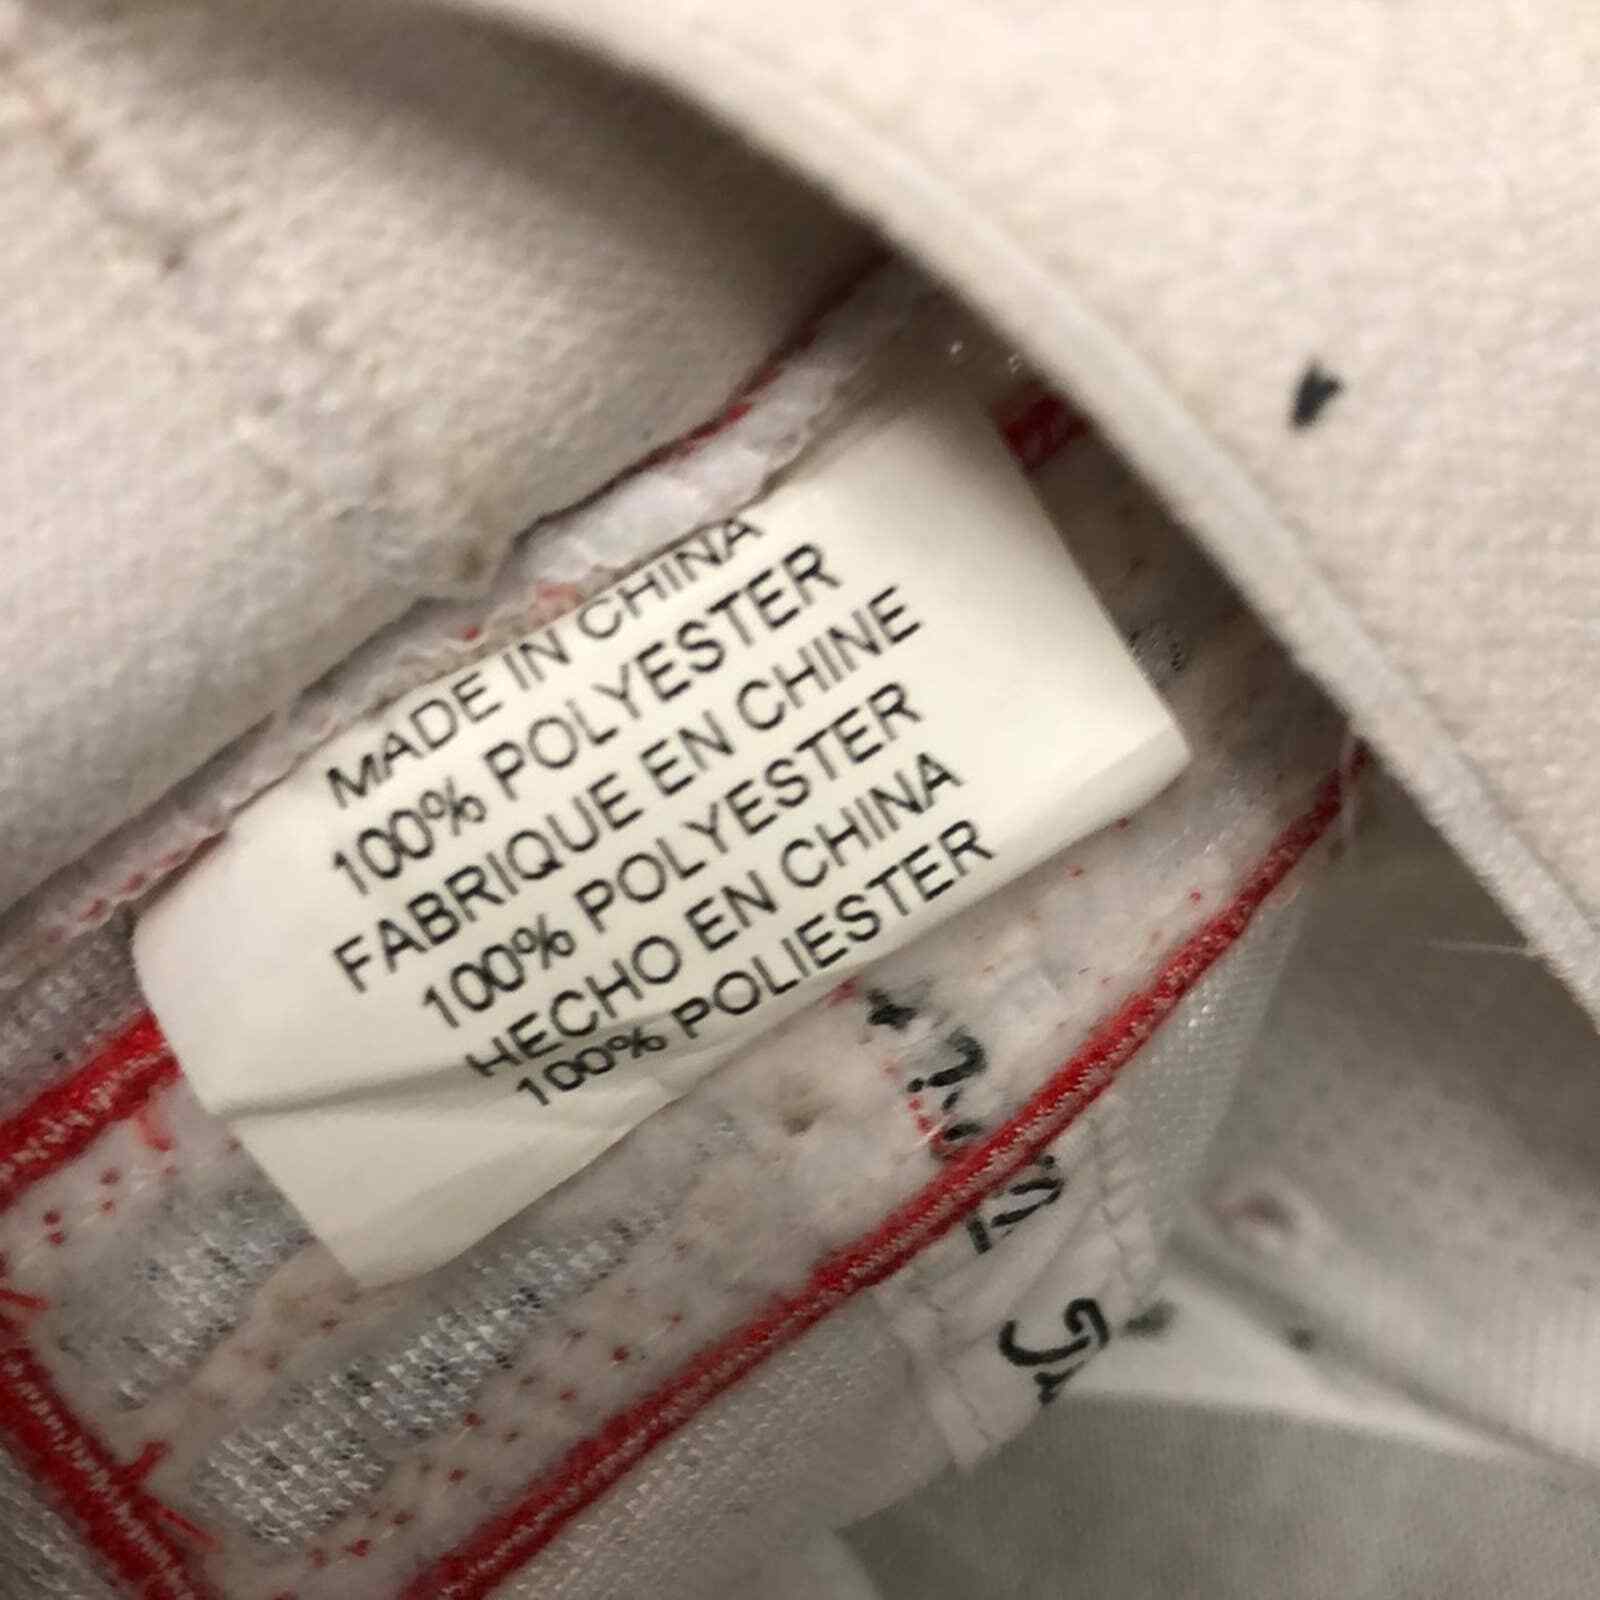 MADE IN CHINA
100% POLYESTER
FABRIQUE EN CHINE
100% POLYESTER
HECHO EN CHINA
100% POLIESTER